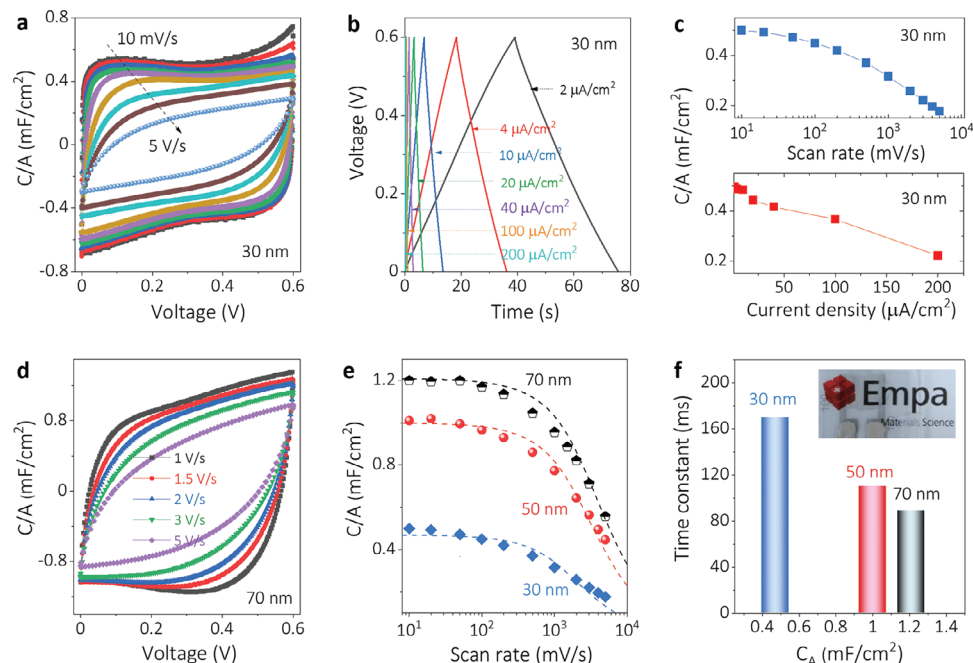 a
0.8
0.4
0
-0.4
-0.8
C/A (mF/cm²)
10 mV/s
5 V/s
30 nm
0.0
0.2
0.4
0.6
Voltage (V)
b
0.6
0.4
0.2
0.0
Voltage (V)
30 nm
2 µA/cm²
4 µA/cm²
10 µA/cm²
20 µA/cm²
40 µA/cm²
100 µA/cm²
200 µA/cm²
0
20
40
60
80
Time (s)
c
0.4
0.2
30 nm
10¹
10²
10³
10⁴
Scan rate (mV/s)
C/A (mF/cm²)
0.4
0.2
30 nm
50
100
150
200
Current density (µA/cm²)
d
0.8
0
-0.8
C/A (mF/cm²)
1 V/s
1.5 V/s
2 V/s
3 V/s
5 V/s
70 nm
0.0
0.3
0.6
Voltage (V)
e
1.2
0.8
0.4
C/A (mF/cm²)
70 nm
50 nm
30 nm
10¹
10²
10³
10⁴
Scan rate (mV/s)
f
200
160
120
80
40
0
Time constant (ms)
30 nm
50 nm
70 nm
Empa
Materials Science
0.4
0.6
0.8
1
1.2
1.4
C_A (mF/cm²)